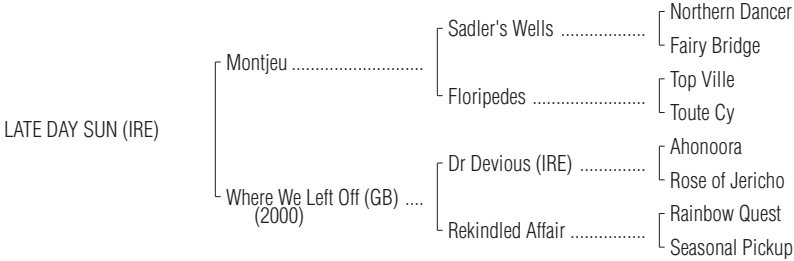 Northern Dancer
Sadler's Wells ..................
Fairy Bridge
Montjeu ............................
Top Ville
Floripedes ........................
Toute Cy
LATE DAY SUN (IRE)
Ahonoora
Dr Devious (IRE) ..............
Rose of Jericho
Where We Left Off (GB) ....
(2000)
Rainbow Quest
Rekindled Affair ................
Seasonal Pickup